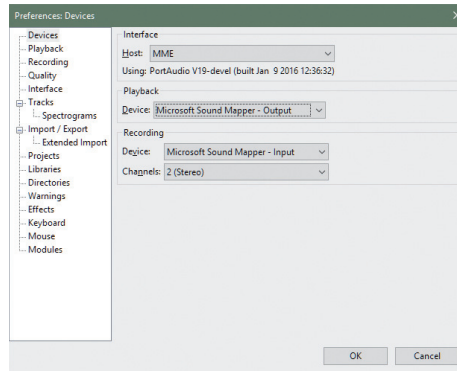 Preferences: Devices
Devices
Playback
Recording
Quality
Interface
Tracks
Spectrograms
Import / Export
Extended Import
Projects
Libraries
Directories
Warnings
Effects
Keyboard
Mouse
Modules
Interface
Host: MME
Using: PortAudio V19-devel (built Jan 9 2016 12:36:32)
Playback
Device: Microsoft Sound Mapper - Output
Recording
Device: Microsoft Sound Mapper - Input
Channels: 2 (Stereo)
OK Cancel